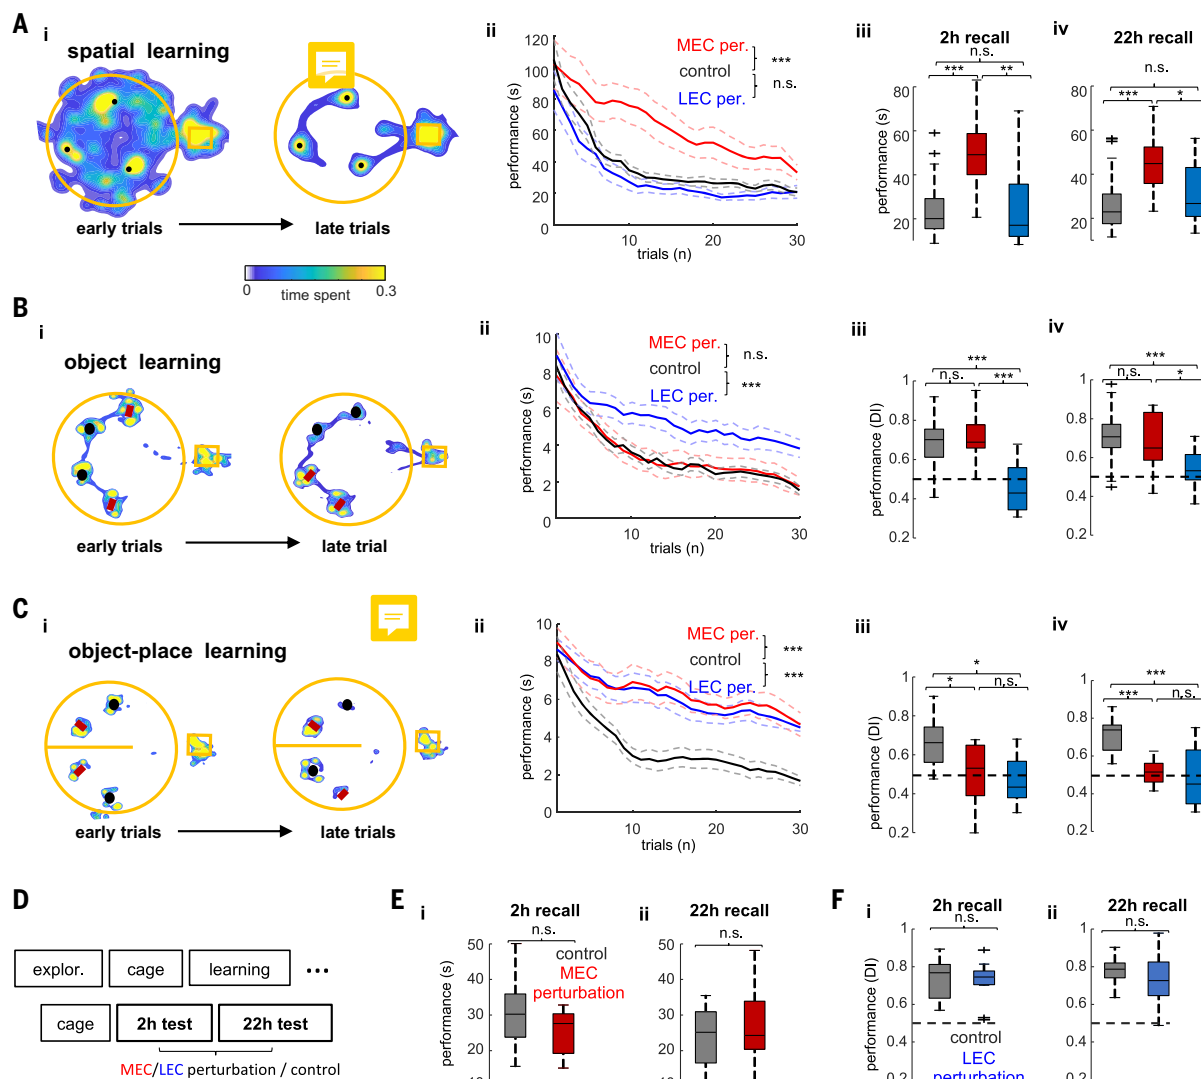 A
i
spatial learning
early trials
late trials
0
time spent
0.3
ii
performance (s)
120
100
80
60
40
20
0
10
20
30
trials (n)
MEC per.
control
LEC per.
***
n.s.
iii
2h recall
n.s.
***
**
performance (s)
80
60
40
20
iv
22h recall
n.s.
***
*
80
60
40
20
B
i
object learning
early trials
late trial
ii
performance (s)
10
8
6
4
2
0
10
20
30
trials (n)
MEC per.
control
LEC per.
n.s.
***
iii
***
n.s.
***
performance (DI)
1
0.8
0.6
0.4
0.2
iv
***
n.s.
*
1
0.8
0.6
0.4
0.2
C
i
object-place learning
early trials
late trials
ii
performance (s)
10
8
6
4
2
0
10
20
30
trials (n)
MEC per.
control
LEC per.
***
***
iii
*
*
n.s.
performance (DI)
1
0.8
0.6
0.4
0.2
iv
***
***
n.s.
1
0.8
0.6
0.4
0.2
D
explor.
cage
learning
...
cage
2h test
22h test
MEC/LEC perturbation / control
E
i
2h recall
n.s.
control
MEC
perturbation
performance (s)
50
40
30
20
10
ii
22h recall
n.s.
50
40
30
20
10
F
i
2h recall
n.s.
performance (DI)
1
0.8
0.6
0.4
0.2
control
LEC
perturbation
ii
22h recall
n.s.
1
0.8
0.6
0.4
0.2